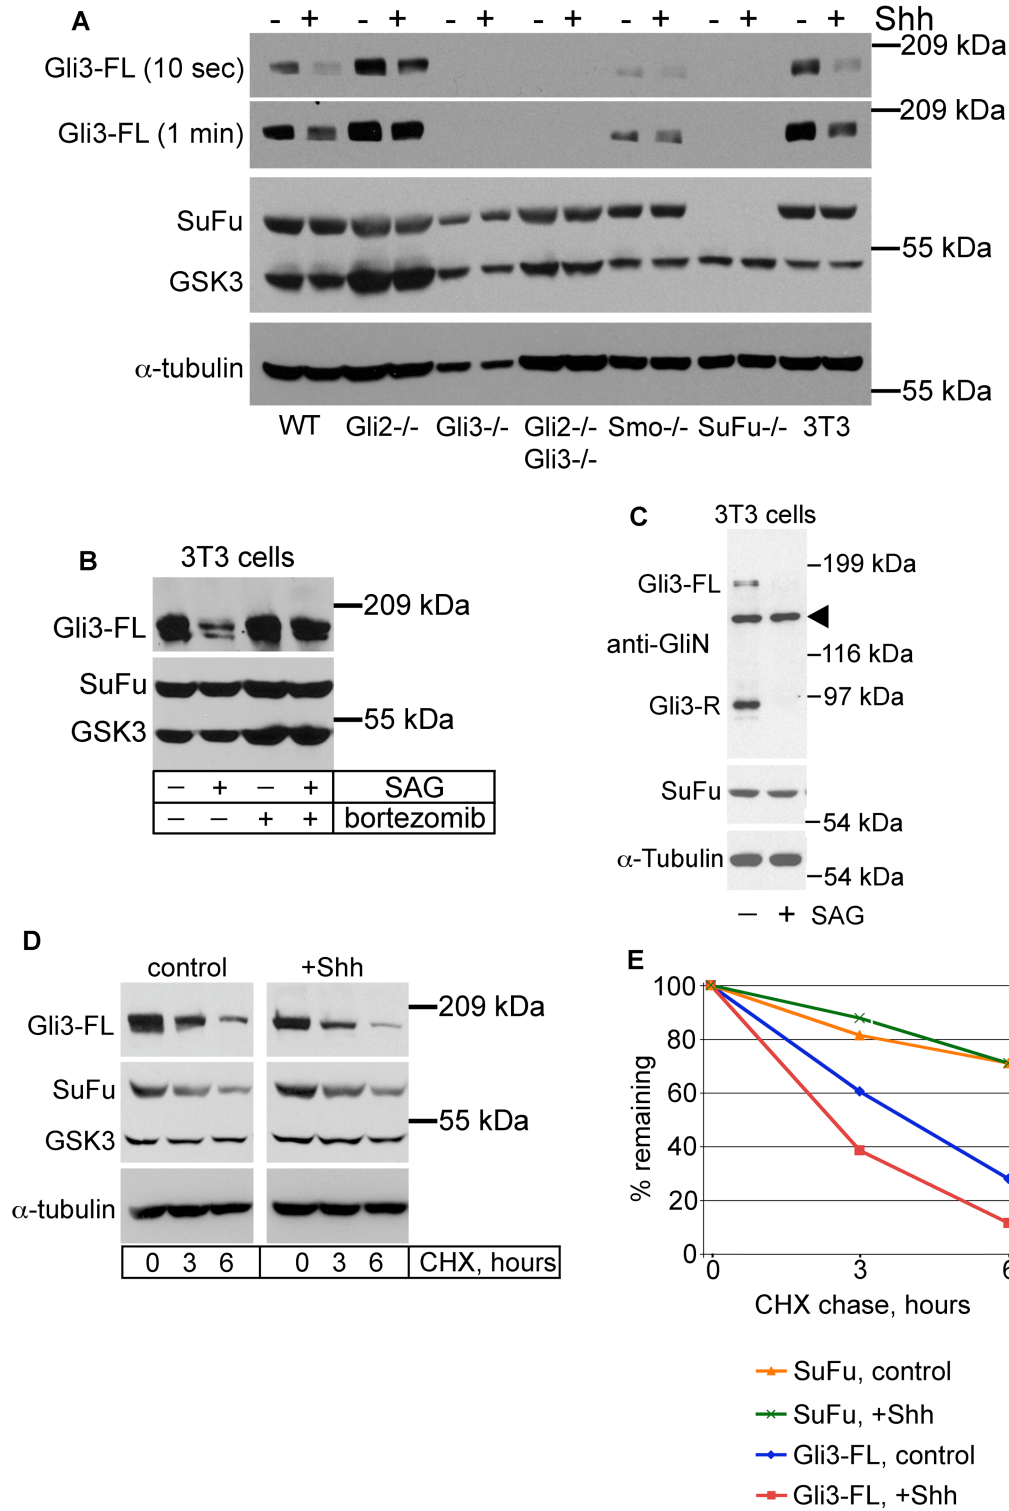 A
- + - + - + - + - + - + - + Shh
Gli3-FL (10 sec)
209 kDa
Gli3-FL (1 min)
209 kDa
SuFu
55 kDa
GSK3
α-tubulin
55 kDa
WT Gli2-/- Gli3-/- Gli2-/- Smo-/- SuFu-/- 3T3
Gli3-/-
B
3T3 cells
Gli3-FL
209 kDa
SuFu
GSK3
55 kDa
– + – + SAG
– – + + bortezomib
C
3T3 cells
199 kDa
Gli3-FL
anti-GliN
116 kDa
Gli3-R
97 kDa
SuFu
54 kDa
α-Tubulin
54 kDa
– + SAG
D
control +Shh
Gli3-FL
209 kDa
SuFu
GSK3
55 kDa
α-tubulin
0 3 6 0 3 6 CHX, hours
E
% remaining
100
80
60
40
20
0
0 3 6
CHX chase, hours
SuFu, control
SuFu, +Shh
Gli3-FL, control
Gli3-FL, +Shh